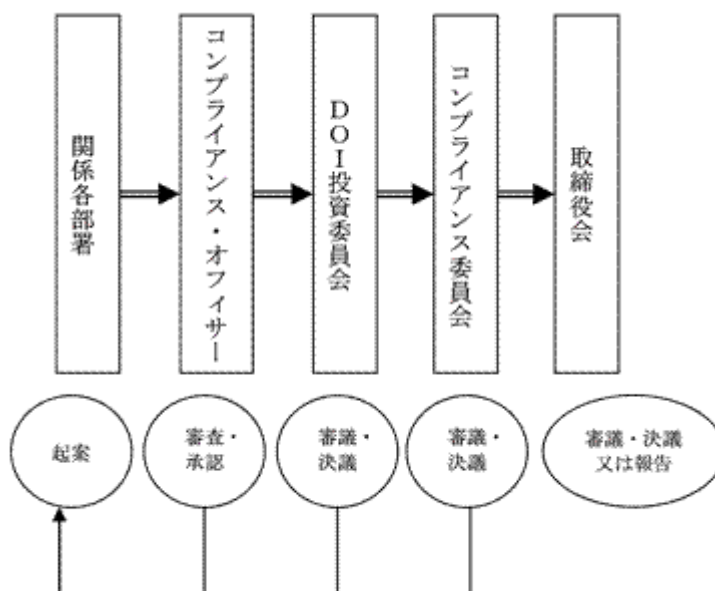 関係各部署
コンプライアンス・オフィサー
DOI投資委員会
コンプライアンス委員会
取締役会
起案
審査・
承認
審議・
決議
審議・
決議
審議・決議
又は報告